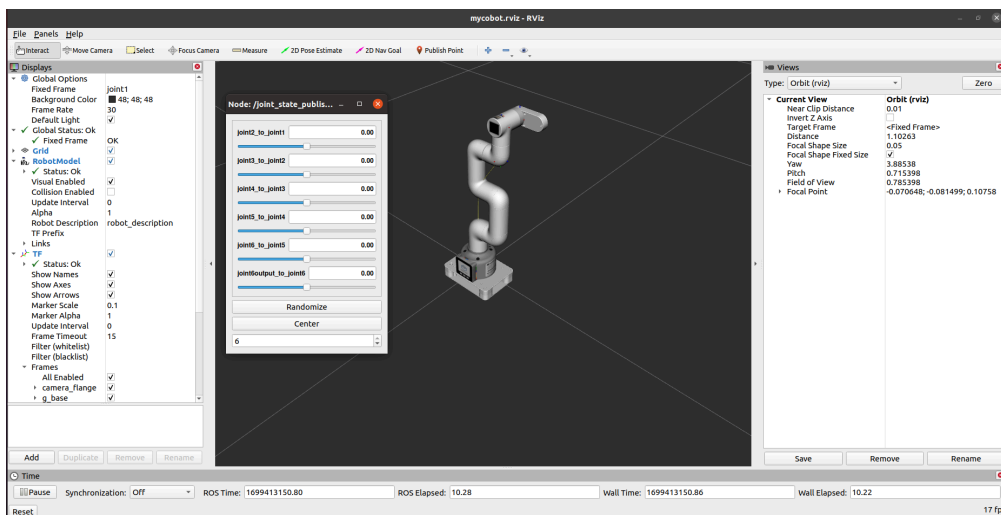 mycobot.rviz - RViz
File Panels Help
Interact Move Camera Select Focus Camera Measure 2D Pose Estimate 2D Nav Goal Publish Point
Displays
Global Options
Fixed Frame joint1
Background Color 48; 48; 48
Frame Rate 30
Default Light
Global Status: Ok
Fixed Frame OK
Grid
RobotModel
Status: Ok
Visual Enabled
Collision Enabled
Update Interval 0
Alpha 1
Robot Description robot_description
TF Prefix
Links
TF
Status: Ok
Show Names
Show Axes
Show Arrows
Marker Scale 0.1
Marker Alpha 1
Update Interval 0
Frame Timeout 15
Filter (whitelist)
Filter (blacklist)
Frames
All Enabled
camera_flange
g_base
Add Duplicate Remove Rename
Node: /joint_state_publis...
joint2_to_joint1 0.00
joint3_to_joint2 0.00
joint4_to_joint3 0.00
joint5_to_joint4 0.00
joint6_to_joint5 0.00
joint6output_to_joint6 0.00
Randomize
Center
6
Views
Type: Orbit (rviz) Zero
Current View Orbit (rviz)
Near Clip Distance 0.01
Invert Z Axis
Target Frame <Fixed Frame>
Distance 1.10263
Focal Shape Size 0.05
Focal Shape Fixed Size
Yaw 3.88538
Pitch 0.715398
Field of View 0.785398
Focal Point -0.070648; -0.081499; 0.10758
Save Remove Rename
Time
Pause Synchronization: Off ROS Time: 1699413150.80 ROS Elapsed: 10.28 Wall Time: 1699413150.86 Wall Elapsed: 10.22
Reset 17 fp